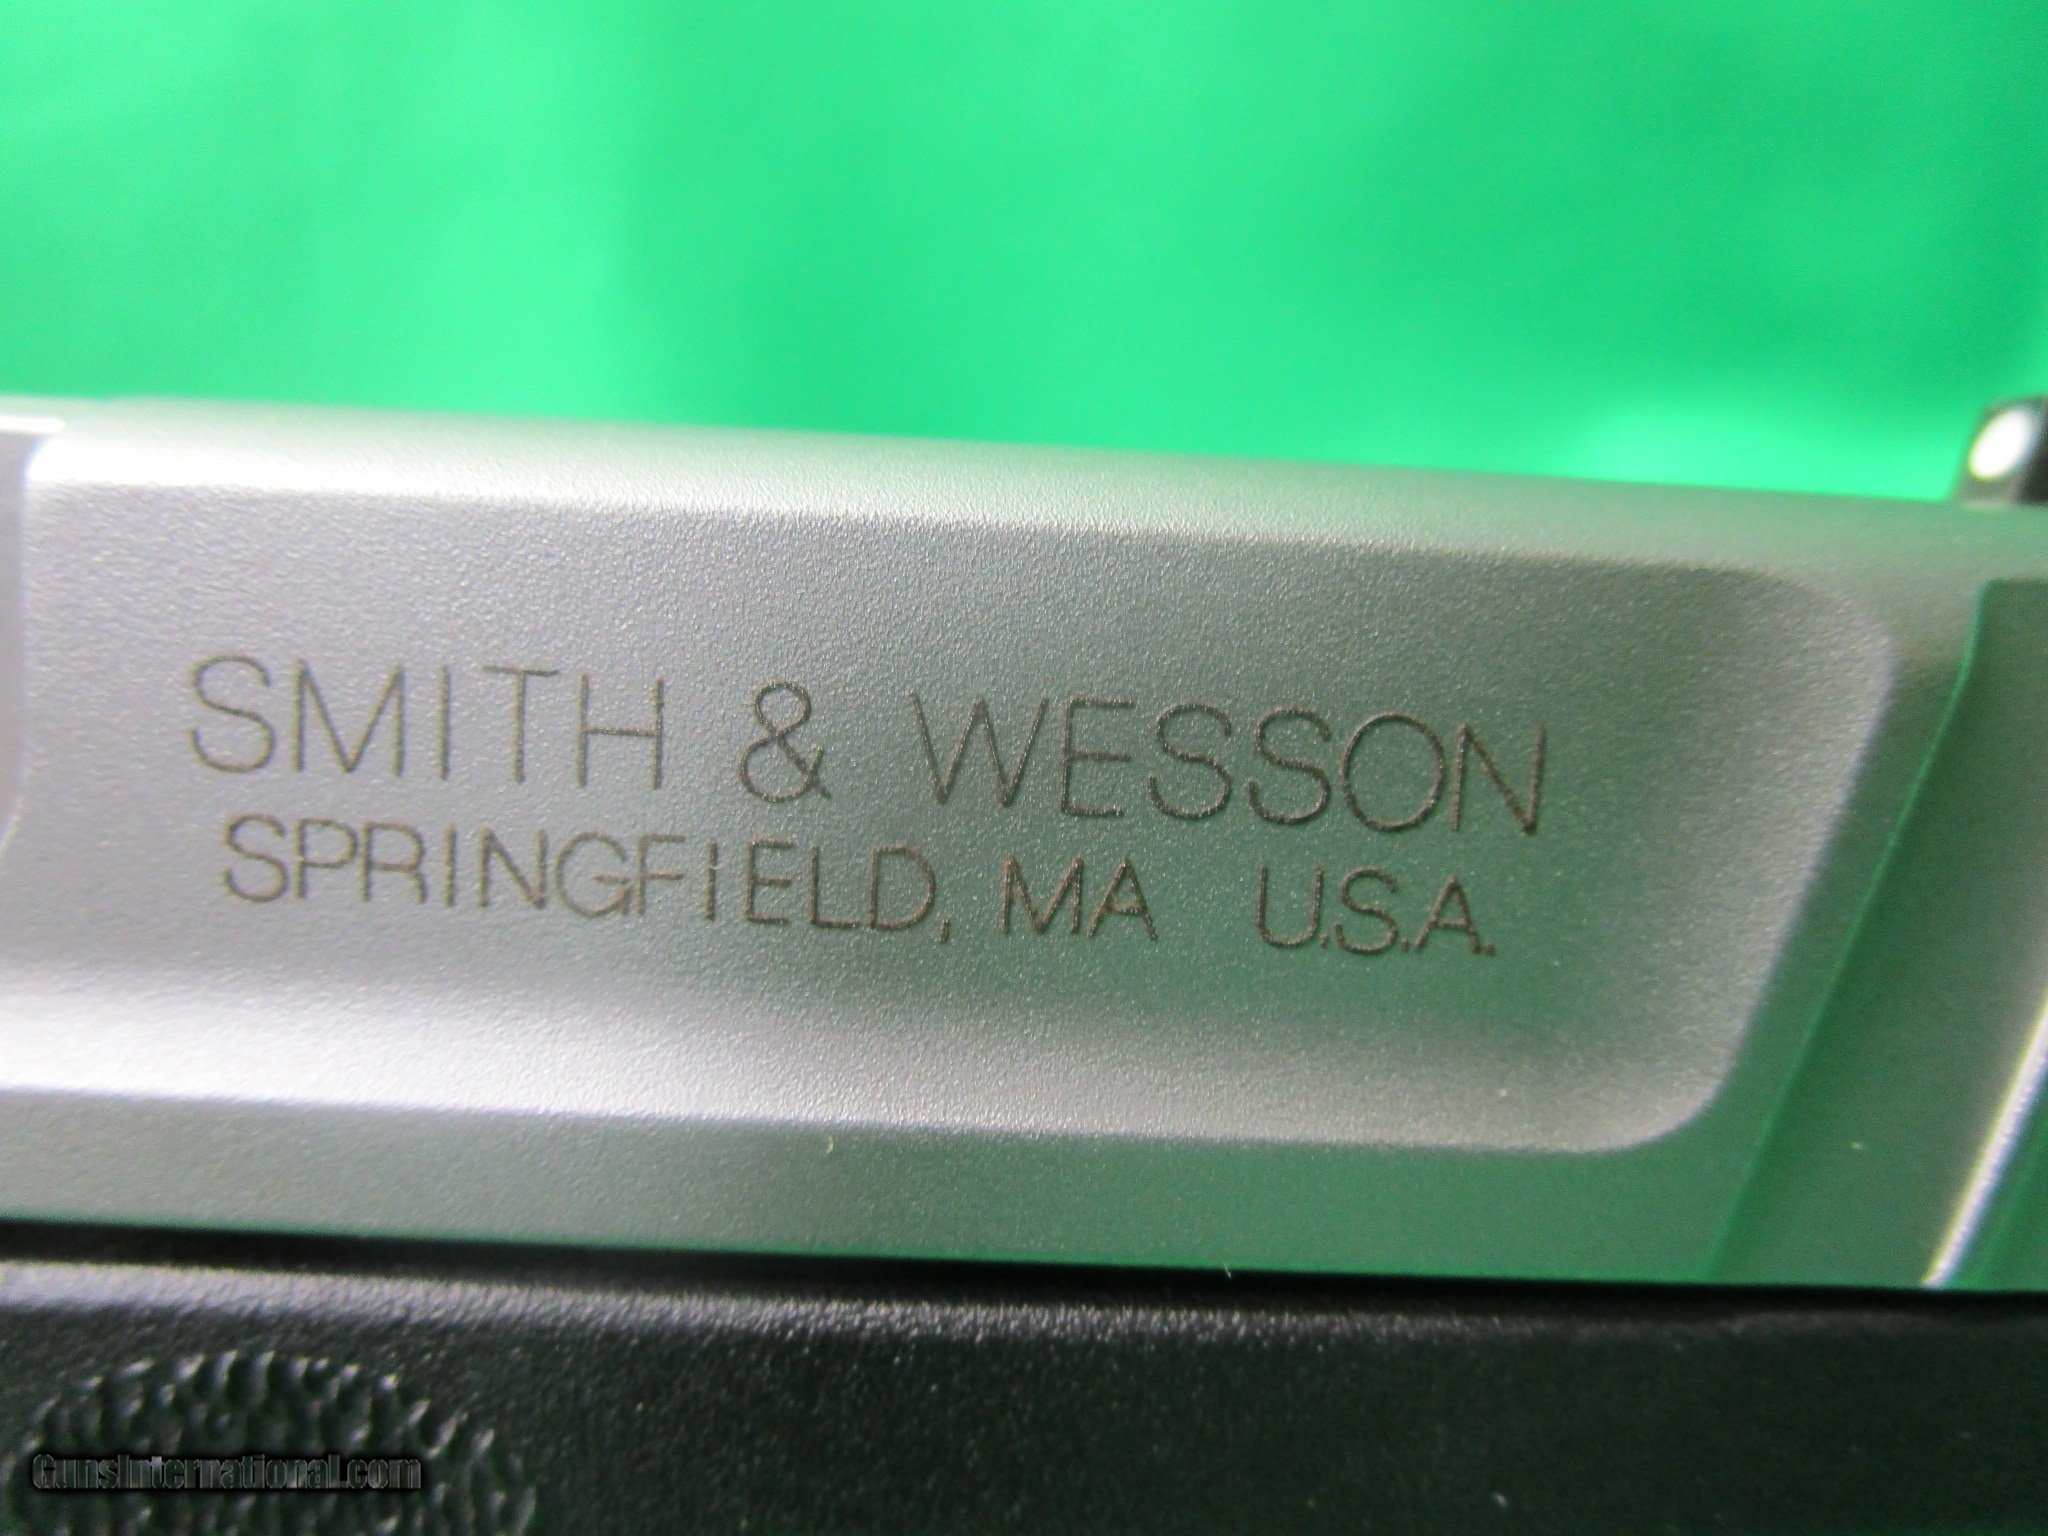 SMITH & WESSON
SPRINGFIELD, MA U.S.A.
GunsInternational.com